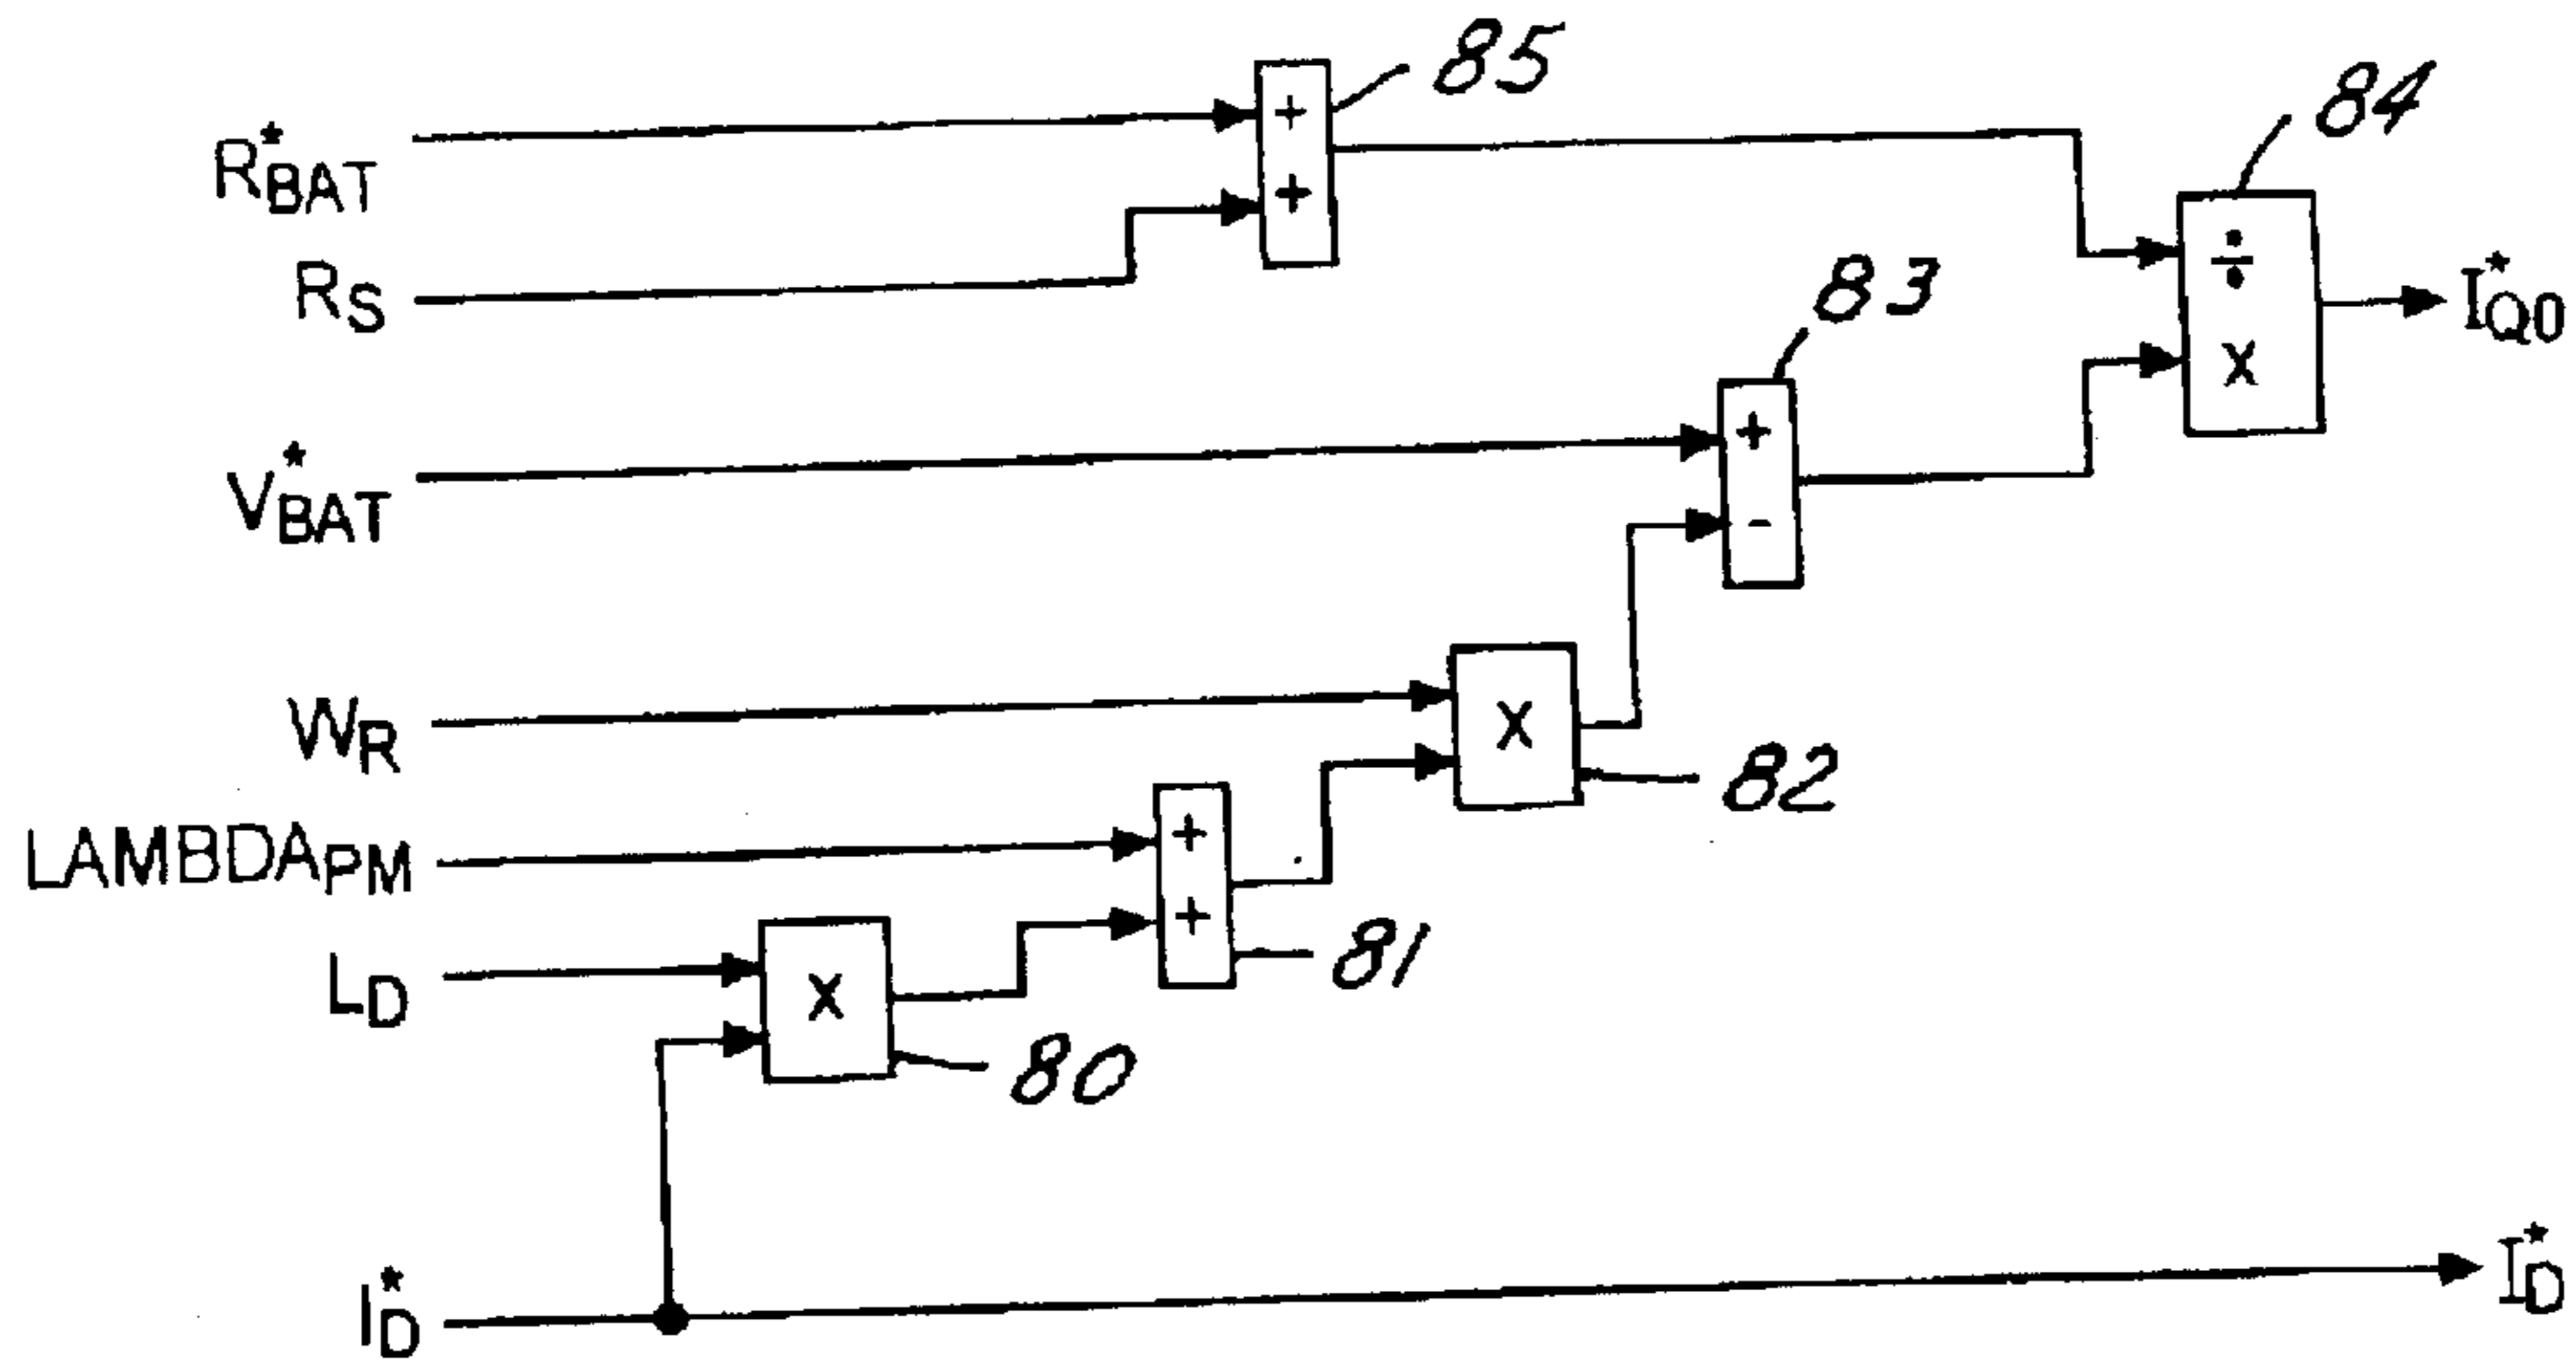 85
84
R*BAT
+
+
÷
X
I*Q0
RS
83
V*BAT
+
-
WR
X
82
LAMBDAPM
+
+
81
LD
X
80
I*D
I*D